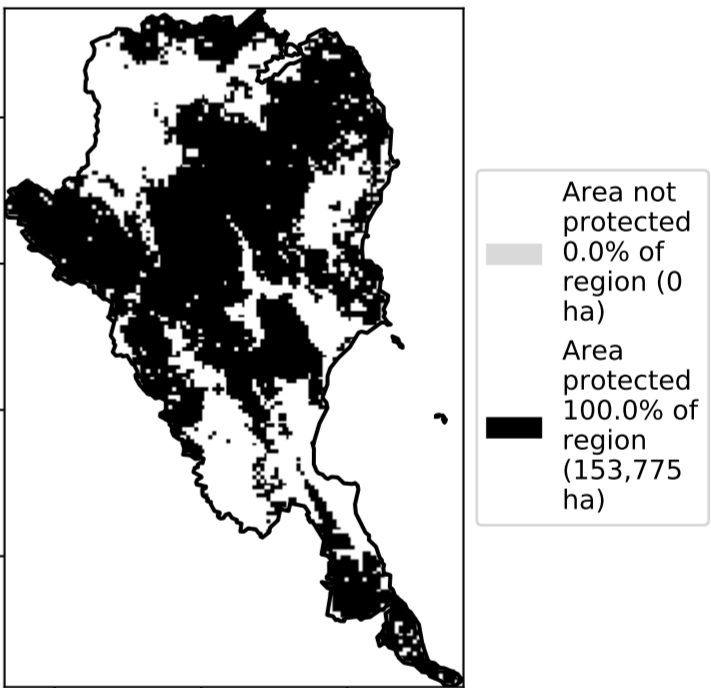 Area not
protected
0.0% of
region (0
ha)
Area
protected
100.0% of
region
(153,775
ha)